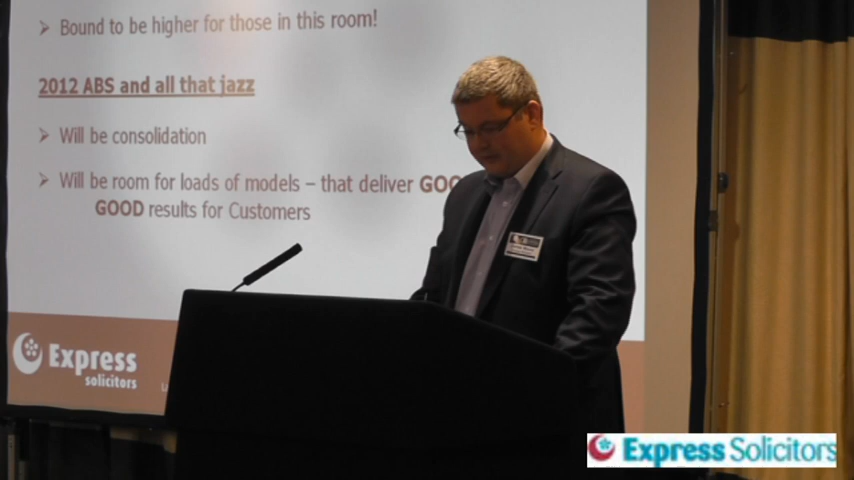 ➤ Bound to be higher for those in this room!
2012 ABS and all that jazz
➤ Will be consolidation
➤ Will be room for loads of models – that deliver
GOOD results for Customers
Express
solicitors
Express Solicitors